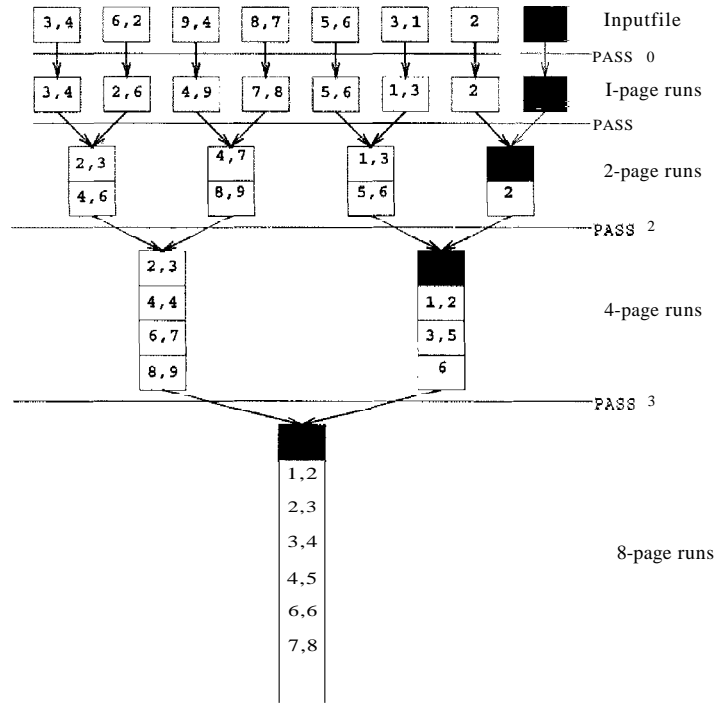 3,4 6,2 9,4 8,7 5,6 3,1 2 Inputfile
PASS 0
3,4 2,6 4,9 7,8 5,6 1,3 2 I-page runs
PASS
2,3 4,7 1,3 2-page runs
4,6 8,9 5,6 2
PASS 2
2,3
4,4 1,2 4-page runs
6,7 3,5
8,9 6
PASS 3
1,2
2,3
3,4
4,5 8-page runs
6,6
7,8